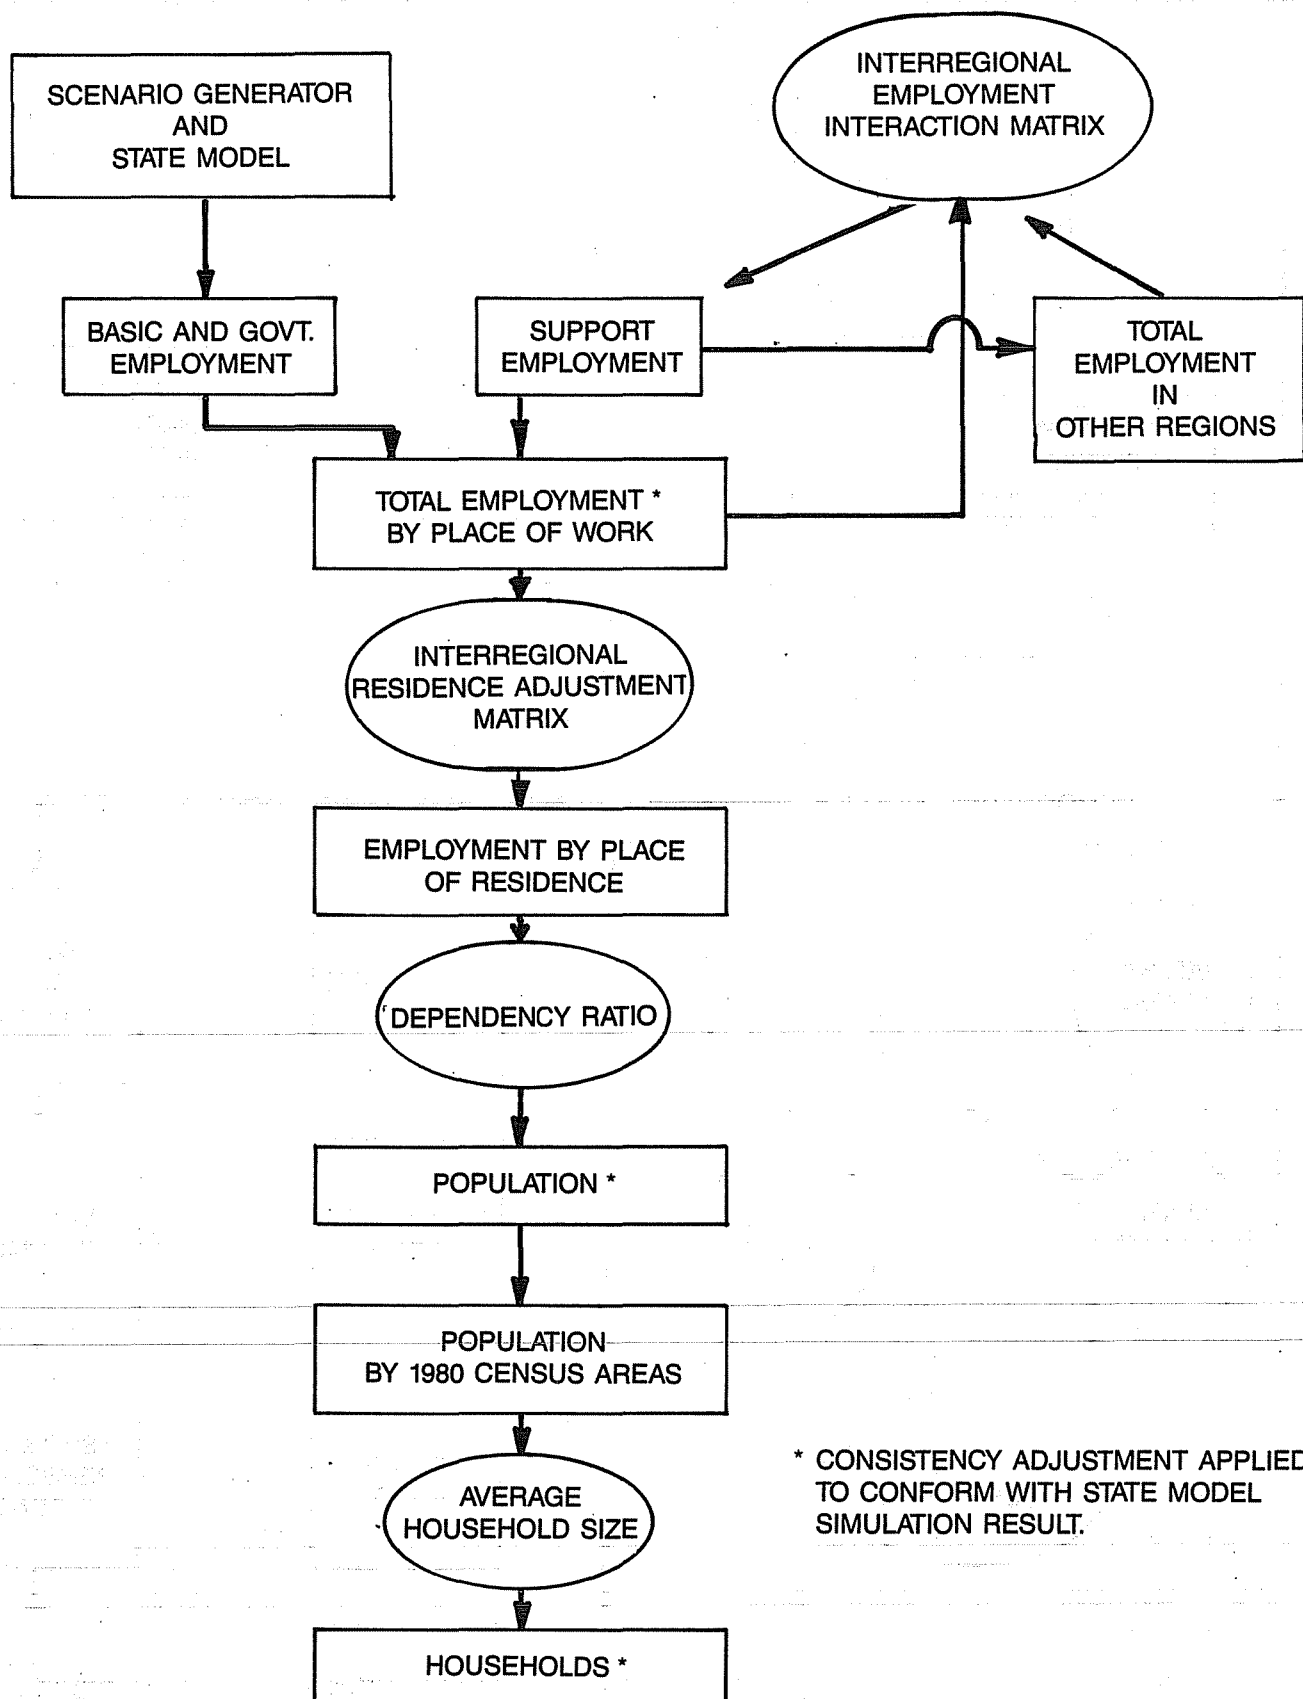 SCENARIO GENERATOR
AND
STATE MODEL
INTERREGIONAL
EMPLOYMENT
INTERACTION MATRIX
BASIC AND GOVT.
EMPLOYMENT
SUPPORT
EMPLOYMENT
TOTAL
EMPLOYMENT
IN
OTHER REGIONS
TOTAL EMPLOYMENT *
BY PLACE OF WORK
INTERREGIONAL
RESIDENCE ADJUSTMENT
MATRIX
EMPLOYMENT BY PLACE
OF RESIDENCE
DEPENDENCY RATIO
POPULATION *
POPULATION
BY 1980 CENSUS AREAS
AVERAGE
HOUSEHOLD SIZE
HOUSEHOLDS *
* CONSISTENCY ADJUSTMENT APPLIED
TO CONFORM WITH STATE MODEL
SIMULATION RESULT.